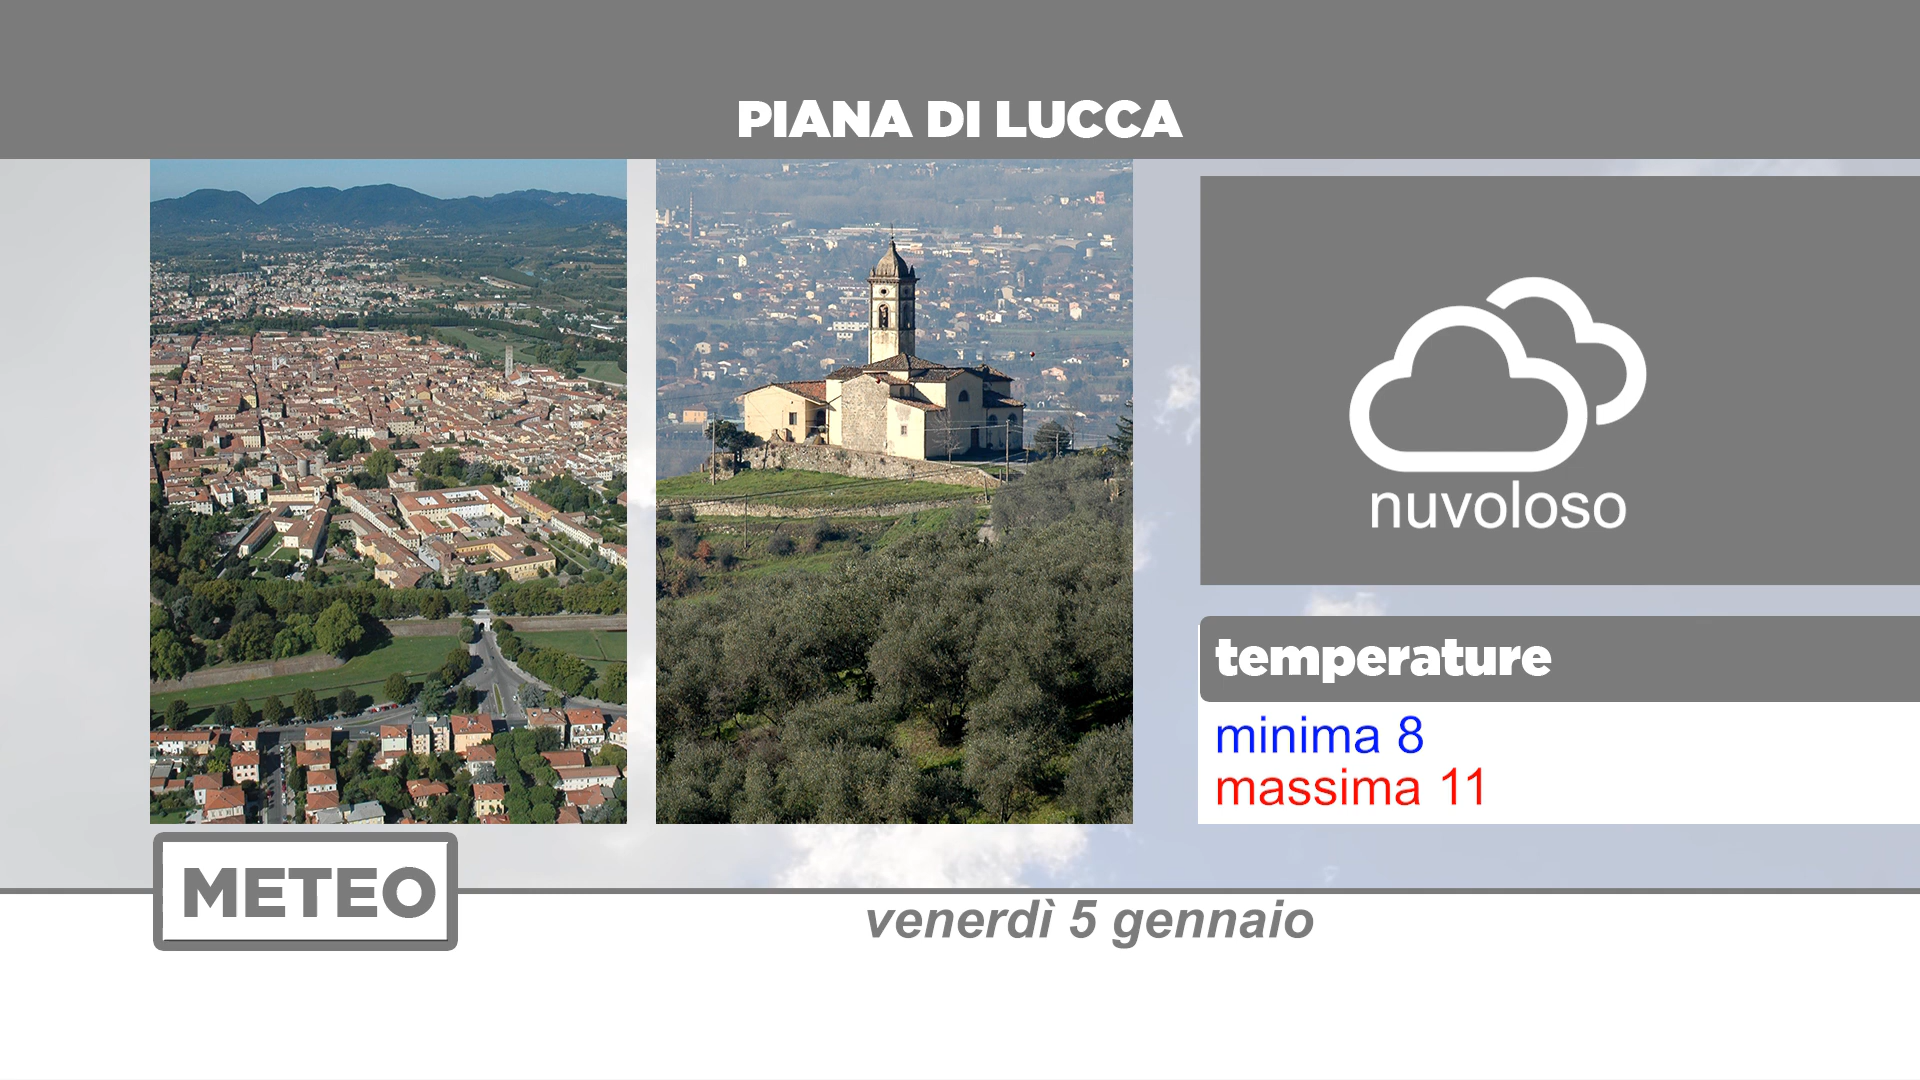 PIANA DI LUCCA
nuvoloso
temperature
minima 8
massima 11
METEO
venerdì 5 gennaio